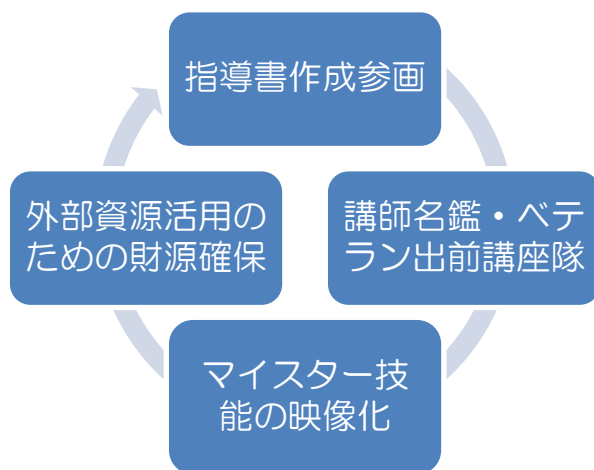 指導書作成参画
外部資源活用の
ための財源確保
講師名鑑・ベテ
ラン出前講座隊
マイスター技
能の映像化